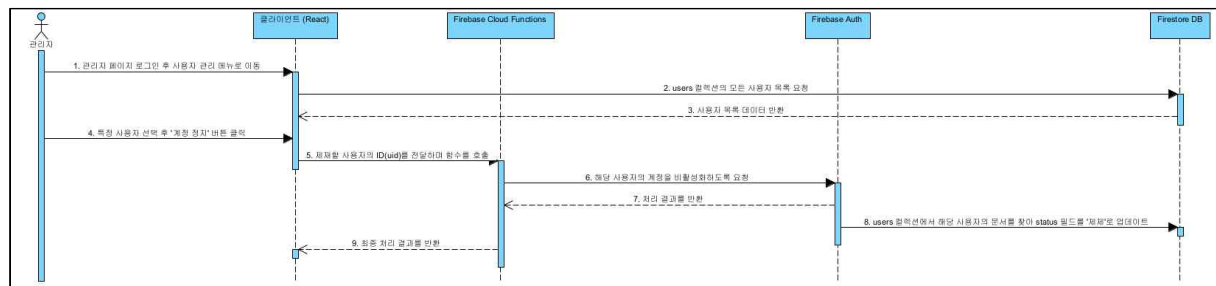 클라이언트 (React)
Firebase Cloud Functions
Firebase Auth
Firestore DB
관리자
1. 관리자 페이지 로그인 후 사용자 관리 메뉴로 이동
2. users 컬렉션의 모든 사용자 목록 요청
3. 사용자 목록 데이터 반환
4. 특정 사용자 선택 후 '계정 정지' 버튼 클릭
5. 제재할 사용자의 ID(uid)를 전달하며 함수를 호출
6. 해당 사용자의 계정을 비활성화하도록 요청
7. 처리 결과를 반환
8. users 컬렉션에서 해당 사용자의 문서를 찾아 status 필드를 '제재'로 업데이트
9. 최종 처리 결과를 반환